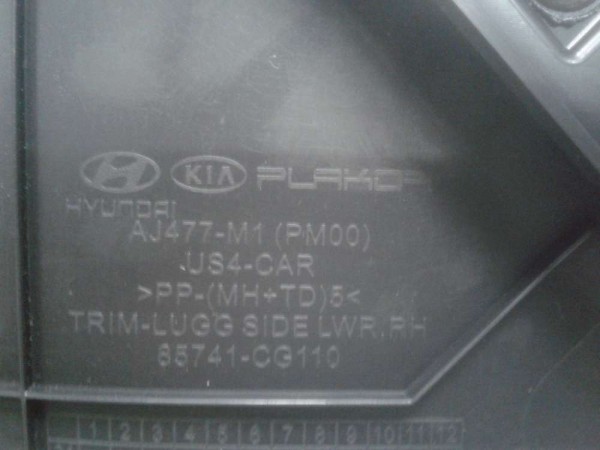 KIA PLAKOR
HYUNDAI
AJ477-M1 (PM00)
US4-CAR
>PP-(MH+TD)5<
TRIM-LUGG SIDE LWR.RH
85741-CG110
1 2 3 4 5 6 7 8 9 10 11 12